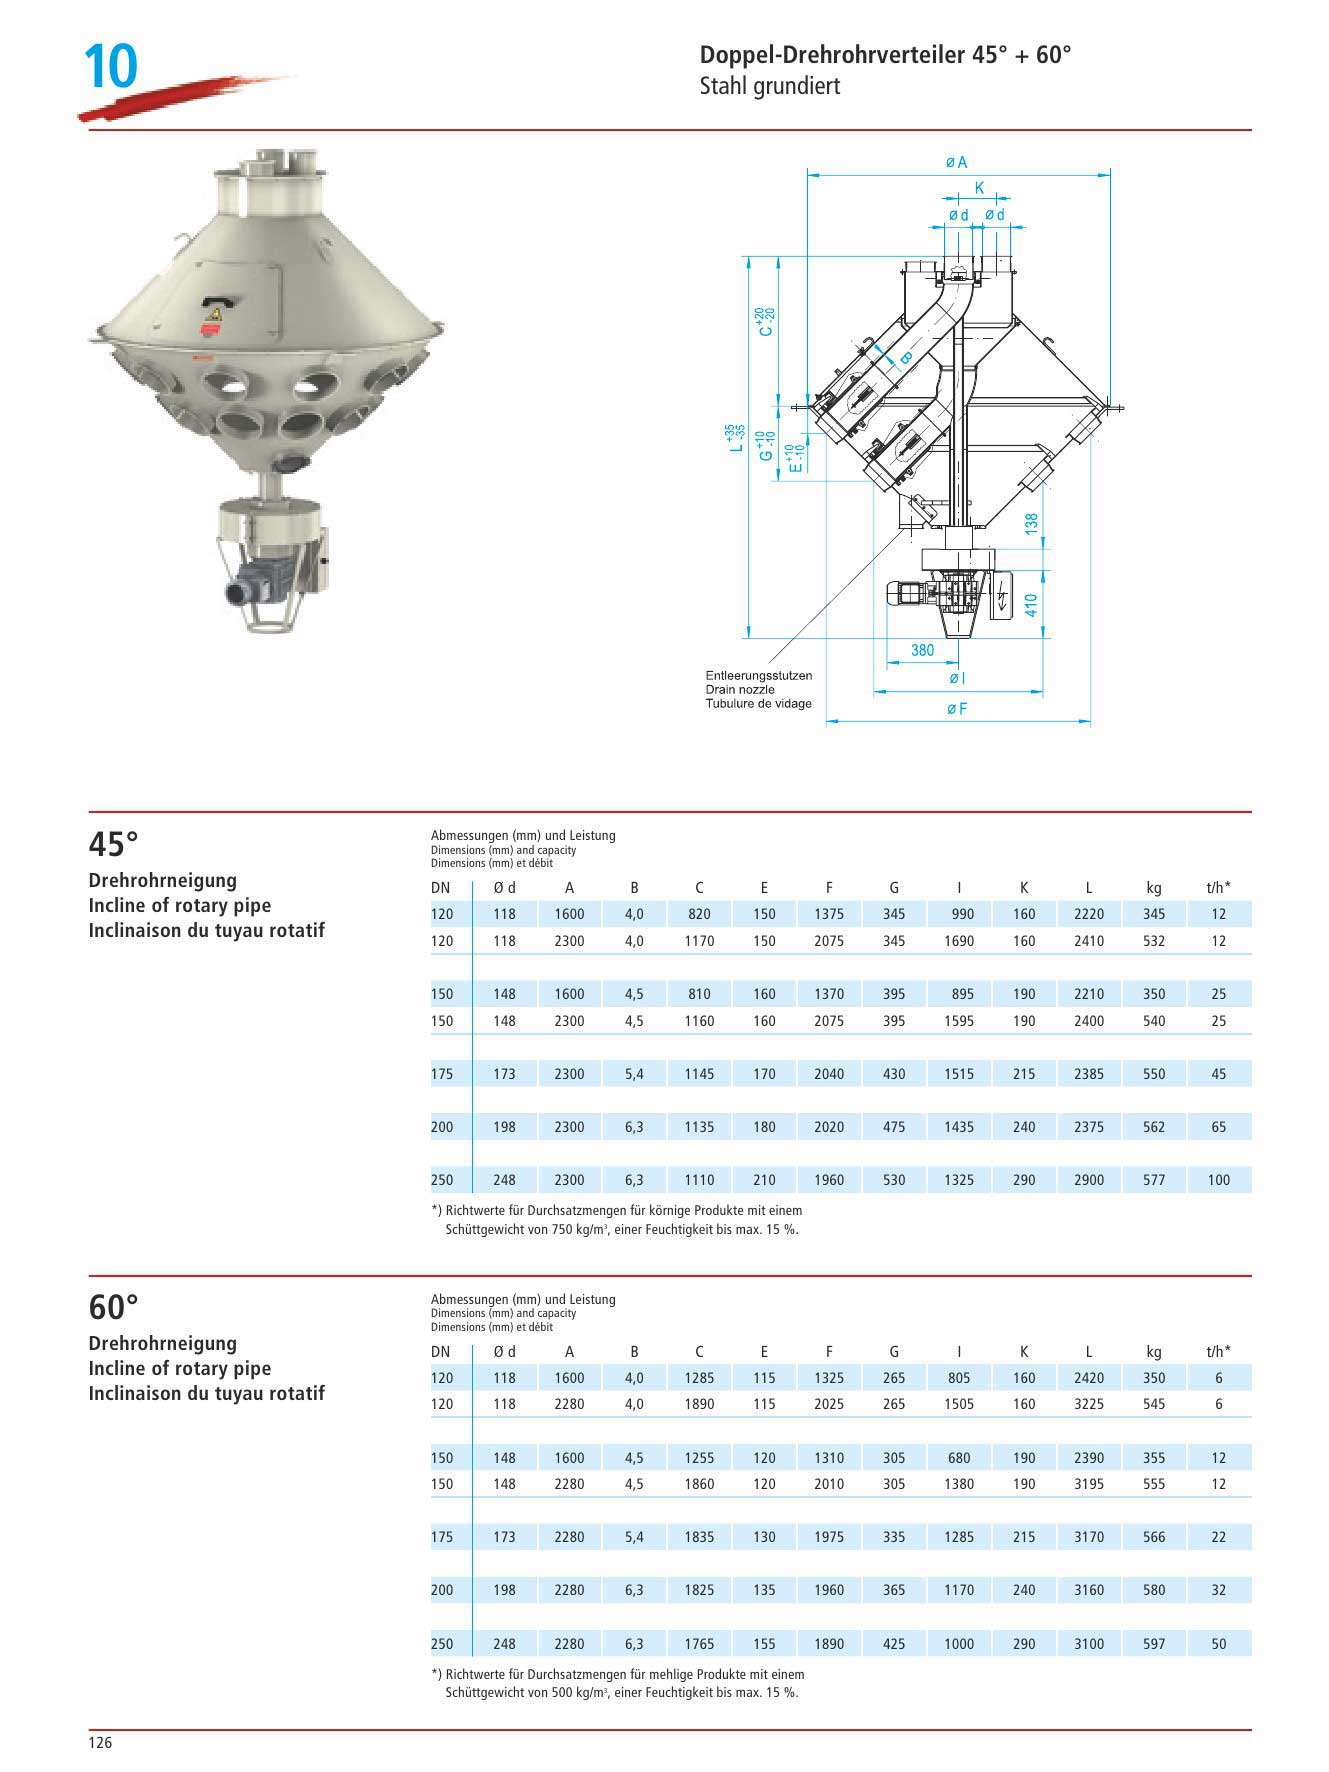 10
Doppel-Drehrohrverteiler 45° + 60°
Stahl grundiert
ø A
K
ø d ø d
C +20 -20
B
L +35 -35
G +10 -10
E +10 -10
138
410
380
ø I
ø F
Entleerungsstutzen
Drain nozzle
Tubulure de vidage
45°
Drehrohrneigung
Incline of rotary pipe
Inclinaison du tuyau rotatif
Abmessungen (mm) und Leistung
Dimensions (mm) and capacity
Dimensions (mm) et débit
DN Ø d A B C E F G I K L kg t/h*
120 118 1600 4,0 820 150 1375 345 990 160 2220 345 12
120 118 2300 4,0 1170 150 2075 345 1690 160 2410 532 12
150 148 1600 4,5 810 160 1370 395 895 190 2210 350 25
150 148 2300 4,5 1160 160 2075 395 1595 190 2400 540 25
175 173 2300 5,4 1145 170 2040 430 1515 215 2385 550 45
200 198 2300 6,3 1135 180 2020 475 1435 240 2375 562 65
250 248 2300 6,3 1110 210 1960 530 1325 290 2900 577 100
*) Richtwerte für Durchsatzmengen für körnige Produkte mit einem
Schüttgewicht von 750 kg/m³, einer Feuchtigkeit bis max. 15 %.
60°
Drehrohrneigung
Incline of rotary pipe
Inclinaison du tuyau rotatif
Abmessungen (mm) und Leistung
Dimensions (mm) and capacity
Dimensions (mm) et débit
DN Ø d A B C E F G I K L kg t/h*
120 118 1600 4,0 1285 115 1325 265 805 160 2420 350 6
120 118 2280 4,0 1890 115 2025 265 1505 160 3225 545 6
150 148 1600 4,5 1255 120 1310 305 680 190 2390 355 12
150 148 2280 4,5 1860 120 2010 305 1380 190 3195 555 12
175 173 2280 5,4 1835 130 1975 335 1285 215 3170 566 22
200 198 2280 6,3 1825 135 1960 365 1170 240 3160 580 32
250 248 2280 6,3 1765 155 1890 425 1000 290 3100 597 50
*) Richtwerte für Durchsatzmengen für mehlige Produkte mit einem
Schüttgewicht von 500 kg/m³, einer Feuchtigkeit bis max. 15 %.
126